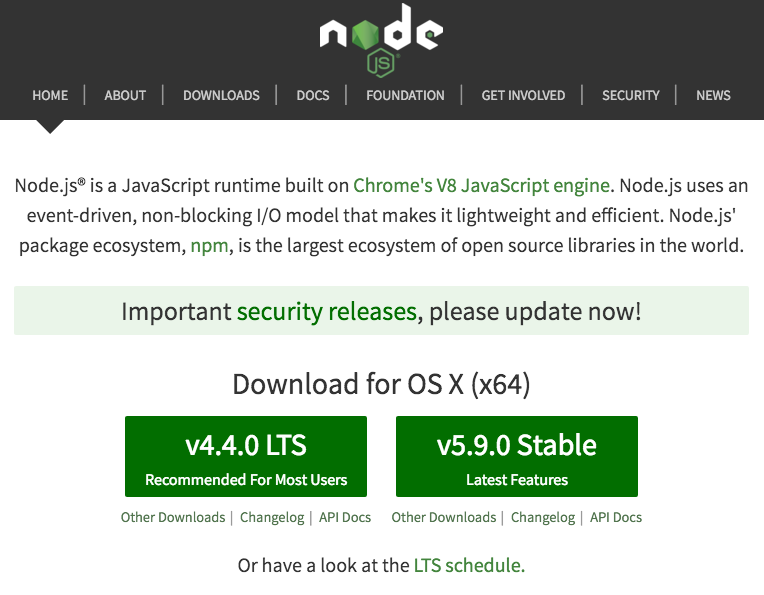 node
JS
HOME | ABOUT | DOWNLOADS | DOCS | FOUNDATION | GET INVOLVED | SECURITY | NEWS
Node.js® is a JavaScript runtime built on Chrome's V8 JavaScript engine. Node.js uses an
event-driven, non-blocking I/O model that makes it lightweight and efficient. Node.js'
package ecosystem, npm, is the largest ecosystem of open source libraries in the world.
Important security releases, please update now!
Download for OS X (x64)
v4.4.0 LTS
Recommended For Most Users
v5.9.0 Stable
Latest Features
Other Downloads | Changelog | API Docs
Other Downloads | Changelog | API Docs
Or have a look at the LTS schedule.